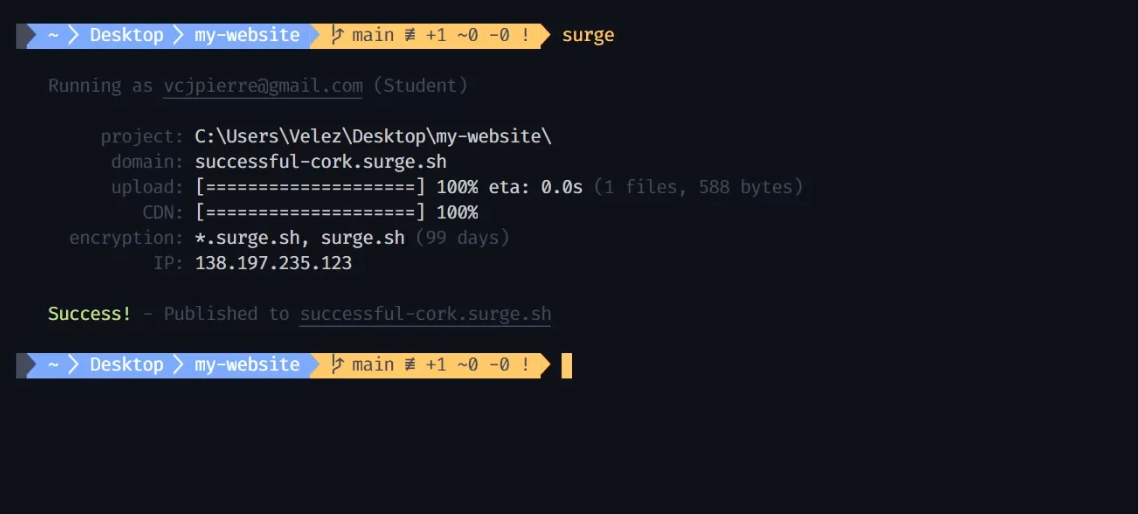 ~ > Desktop > my-website main ≢ +1 ~0 -0 ! surge
Running as vcjpierre@gmail.com (Student)
project: C:\Users\Velez\Desktop\my-website\
domain: successful-cork.surge.sh
upload: [====================] 100% eta: 0.0s (1 files, 588 bytes)
CDN: [====================] 100%
encryption: *.surge.sh, surge.sh (99 days)
IP: 138.197.235.123
Success! - Published to successful-cork.surge.sh
~ > Desktop > my-website main ≢ +1 ~0 -0 !